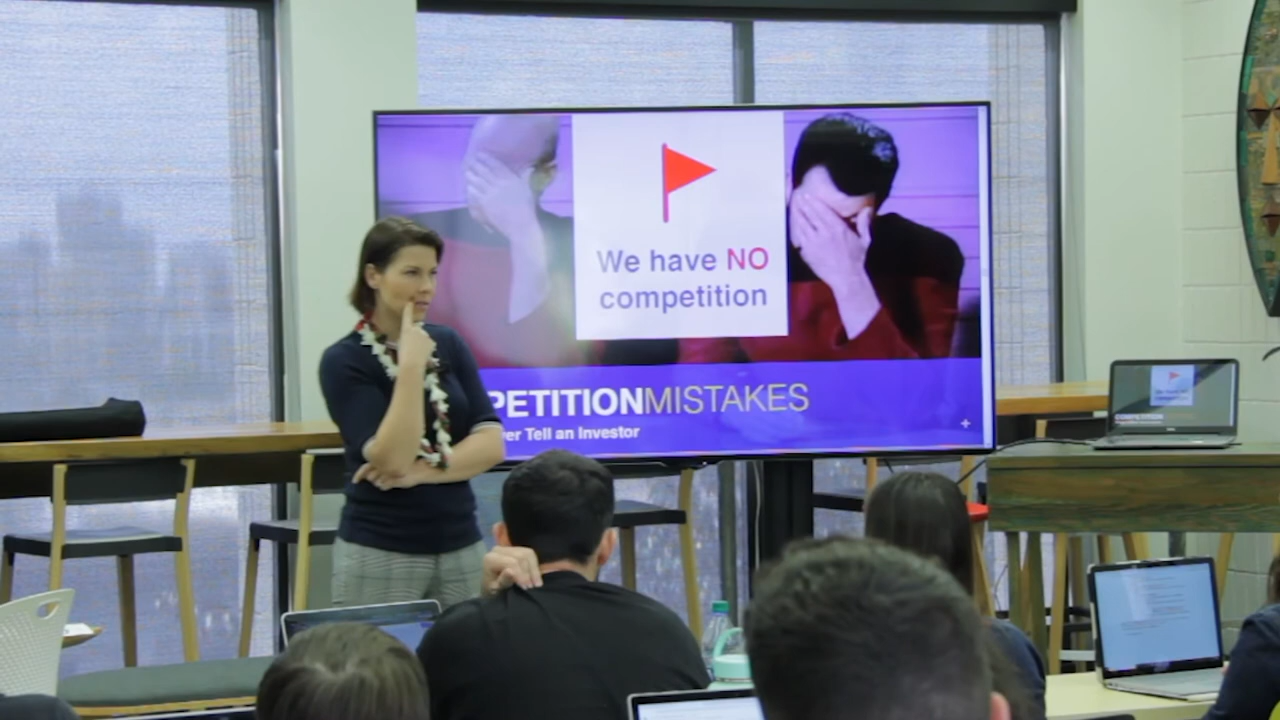 We have NO
competition
PETITIONMISTAKES
er Tell an Investor